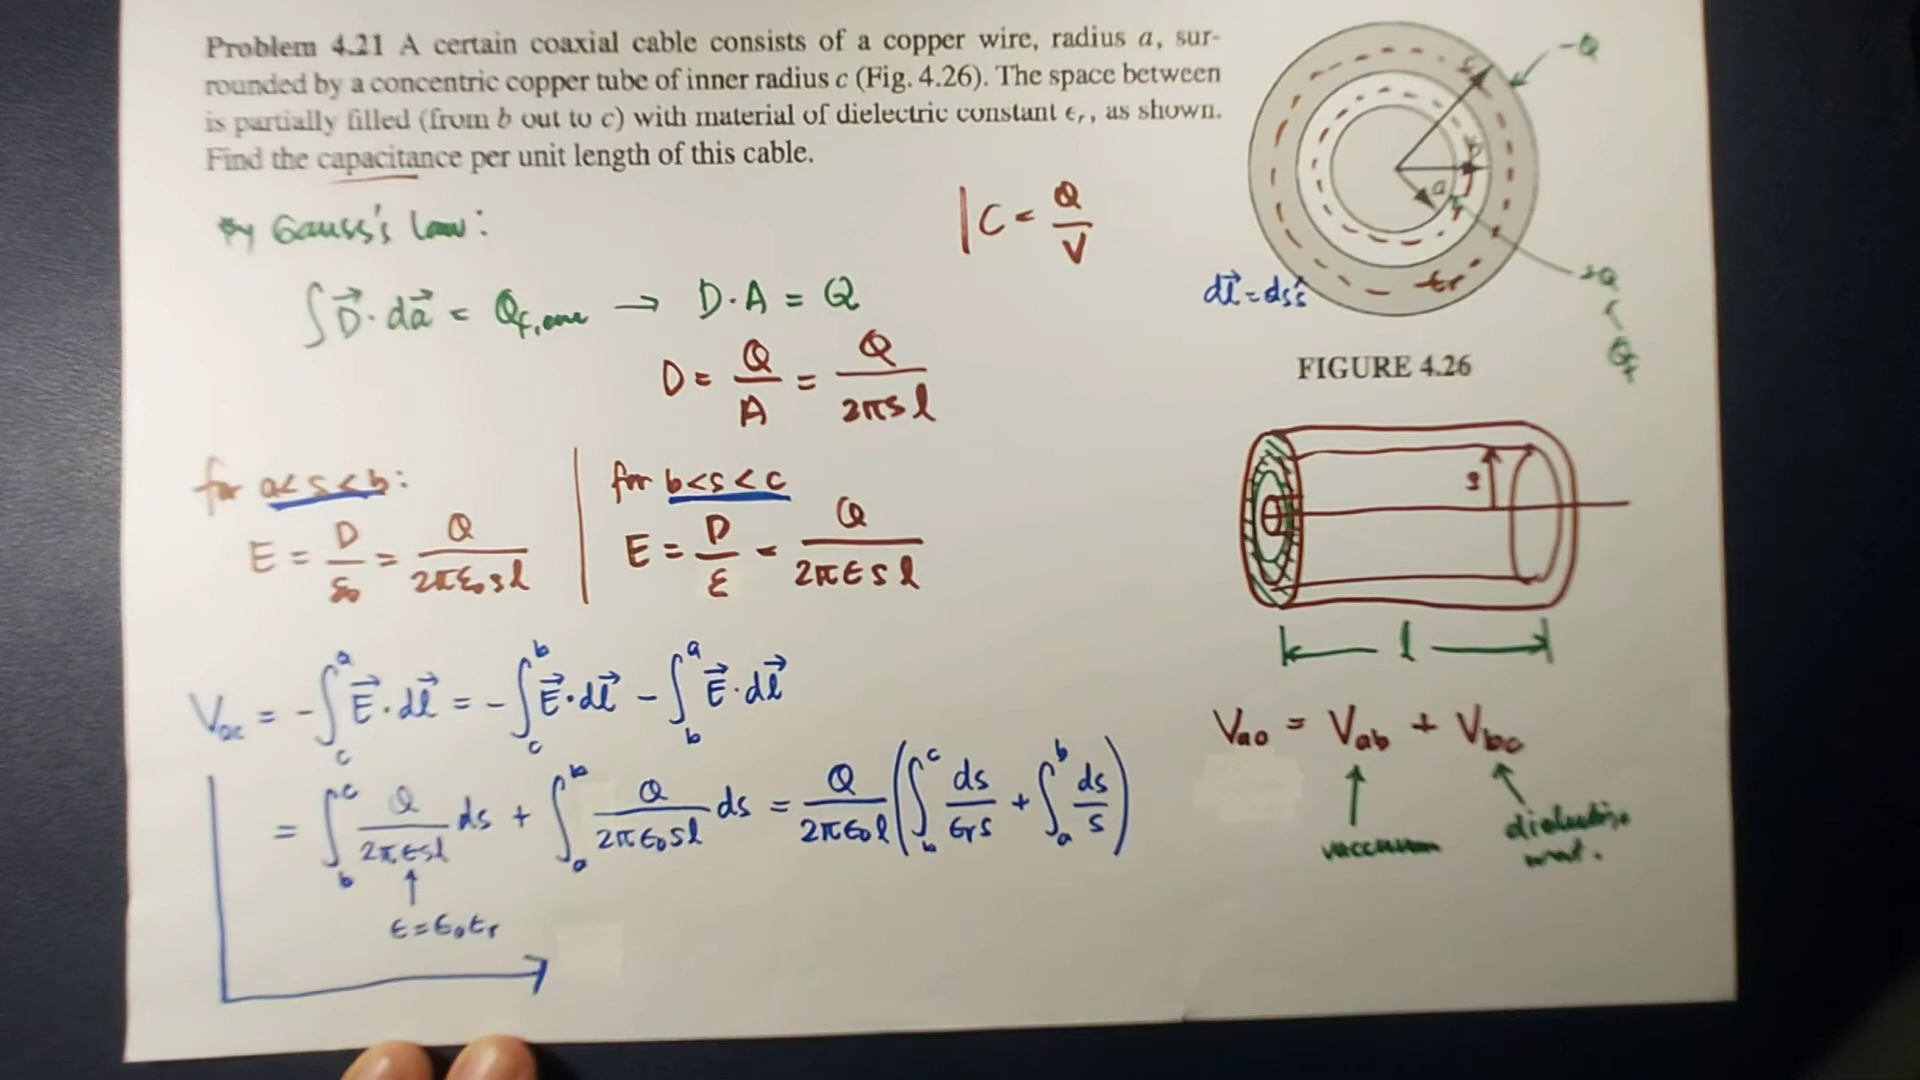 Problem 4.21 A certain coaxial cable consists of a copper wire, radius a, sur-
rounded by a concentric copper tube of inner radius c (Fig. 4.26). The space between
is partially filled (from b out to c) with material of dielectric constant ϵr, as shown.
Find the capacitance per unit length of this cable.
By Gauss's Law:
| C = Q/V
∫D⃗·da⃗ = Qf,enc → D·A = Q
D = Q/A = Q/2πsl
for a<s<b:
E = D/ε₀ = Q/2πε₀sl
for b<s<c
E = D/ε = Q/2πεsl
Vac = -∫c^a E⃗·dl⃗ = -∫c^b E⃗·dl⃗ - ∫b^a E⃗·dl⃗
= ∫b^c Q/2πεsl ds + ∫a^b Q/2πε₀sl ds = Q/2πε₀l (∫b^c ds/εrs + ∫a^b ds/s)
↑
ε=ε₀εr
-Q
c
b
a
+Q
Qf
εr
dl⃗=dsŝ
FIGURE 4.26
s
l
Vac = Vab + Vbc
↑